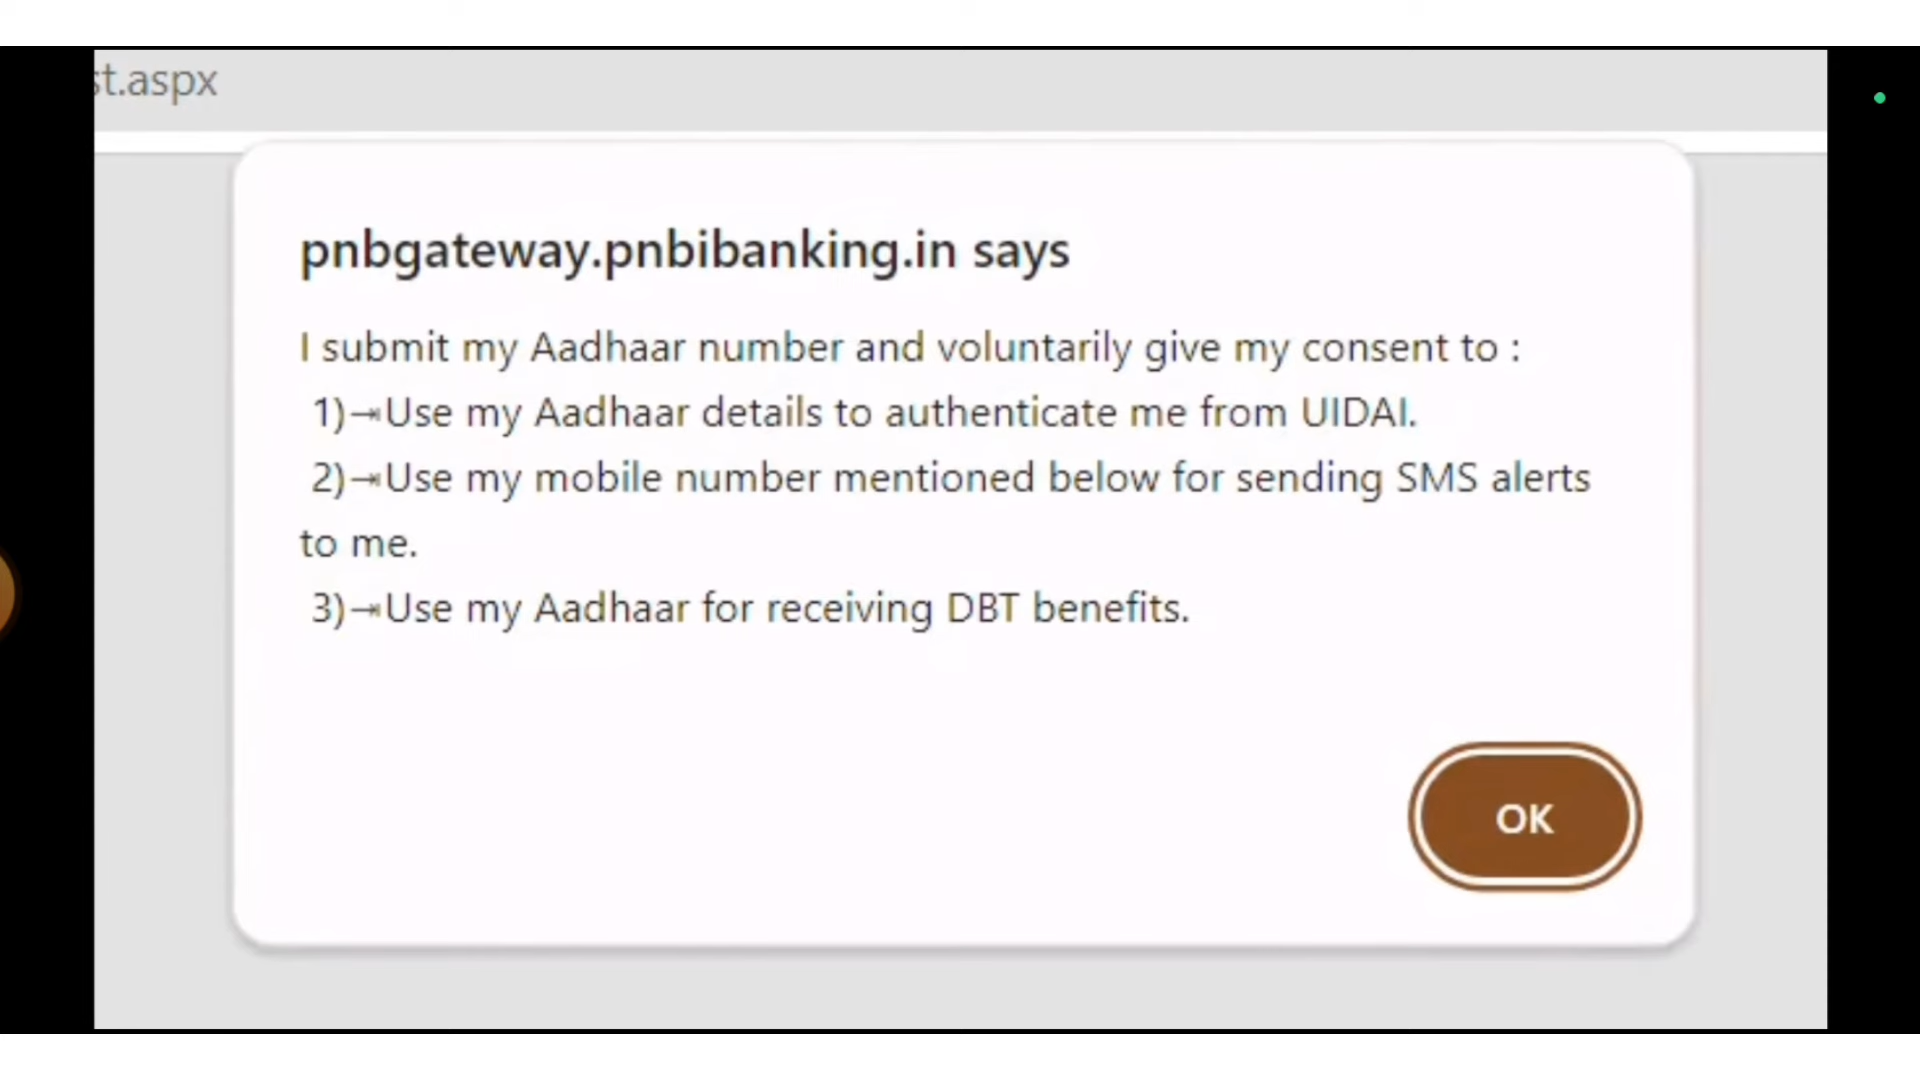 st.aspx
pnbgateway.pnbibanking.in says
I submit my Aadhaar number and voluntarily give my consent to :
1)⇥Use my Aadhaar details to authenticate me from UIDAI.
2)⇥Use my mobile number mentioned below for sending SMS alerts
to me.
3)⇥Use my Aadhaar for receiving DBT benefits.
OK